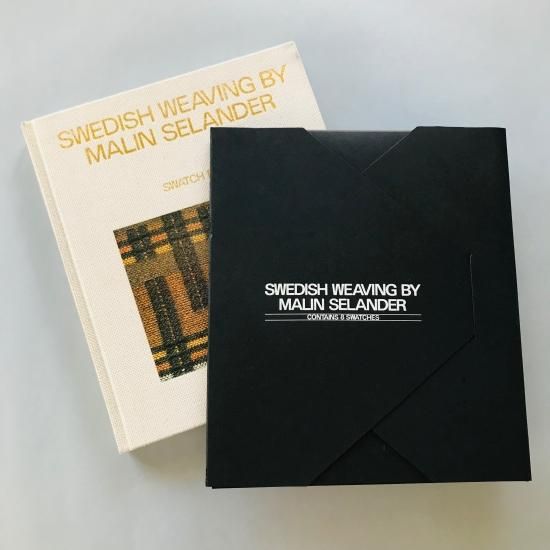 SWEDISH WEAVING BY
MALIN SELANDER
SWATCH
SWEDISH WEAVING BY
MALIN SELANDER
CONTAINS 8 SWATCHES